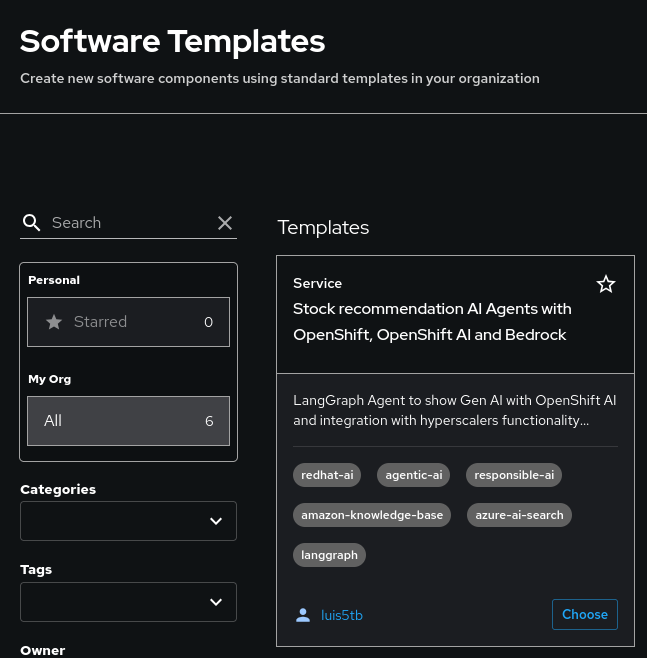 Software Templates
Create new software components using standard templates in your organization
Search
Personal
Starred 0
My Org
All 6
Categories
Tags
Owner
Templates
Service
Stock recommendation AI Agents with
OpenShift, OpenShift AI and Bedrock
LangGraph Agent to show Gen AI with OpenShift AI
and integration with hyperscalers functionality...
redhat-ai agentic-ai responsible-ai
amazon-knowledge-base azure-ai-search
langgraph
luis5tb Choose